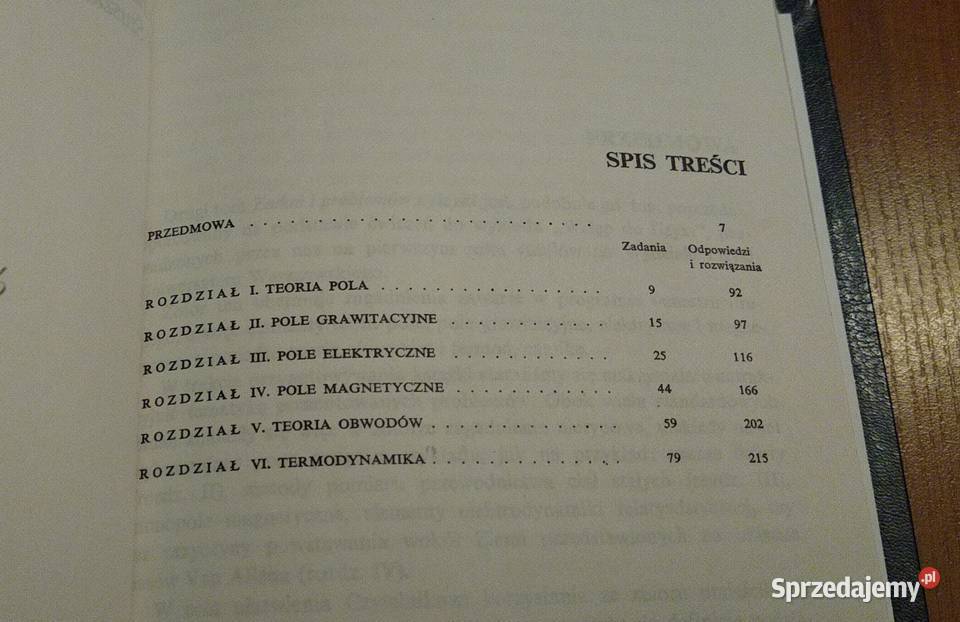 SPIS TREŚCI
PRZEDMOWA . . . . . . . . . . . . . . . . . . . . . . . . . . 7
Zadania Odpowiedzi
i rozwiązania
ROZDZIAŁ I. TEORIA POLA . . . . . . . . . . . . . . . . . 9 92
ROZDZIAŁ II. POLE GRAWITACYJNE . . . . . . . . . . . . 15 97
ROZDZIAŁ III. POLE ELEKTRYCZNE . . . . . . . . . . . . 25 116
ROZDZIAŁ IV. POLE MAGNETYCZNE . . . . . . . . . . . . 44 166
ROZDZIAŁ V. TEORIA OBWODÓW . . . . . . . . . . . . . . 59 202
ROZDZIAŁ VI. TERMODYNAMIKA . . . . . . . . . . . . . . 79 215
Sprzedajemy.pl